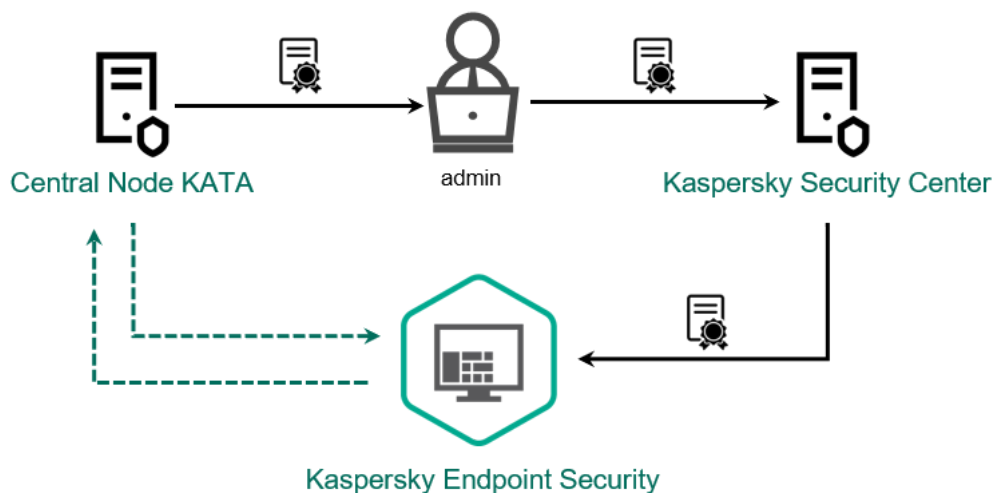 Central Node KATA
admin
Kaspersky Security Center
Kaspersky Endpoint Security